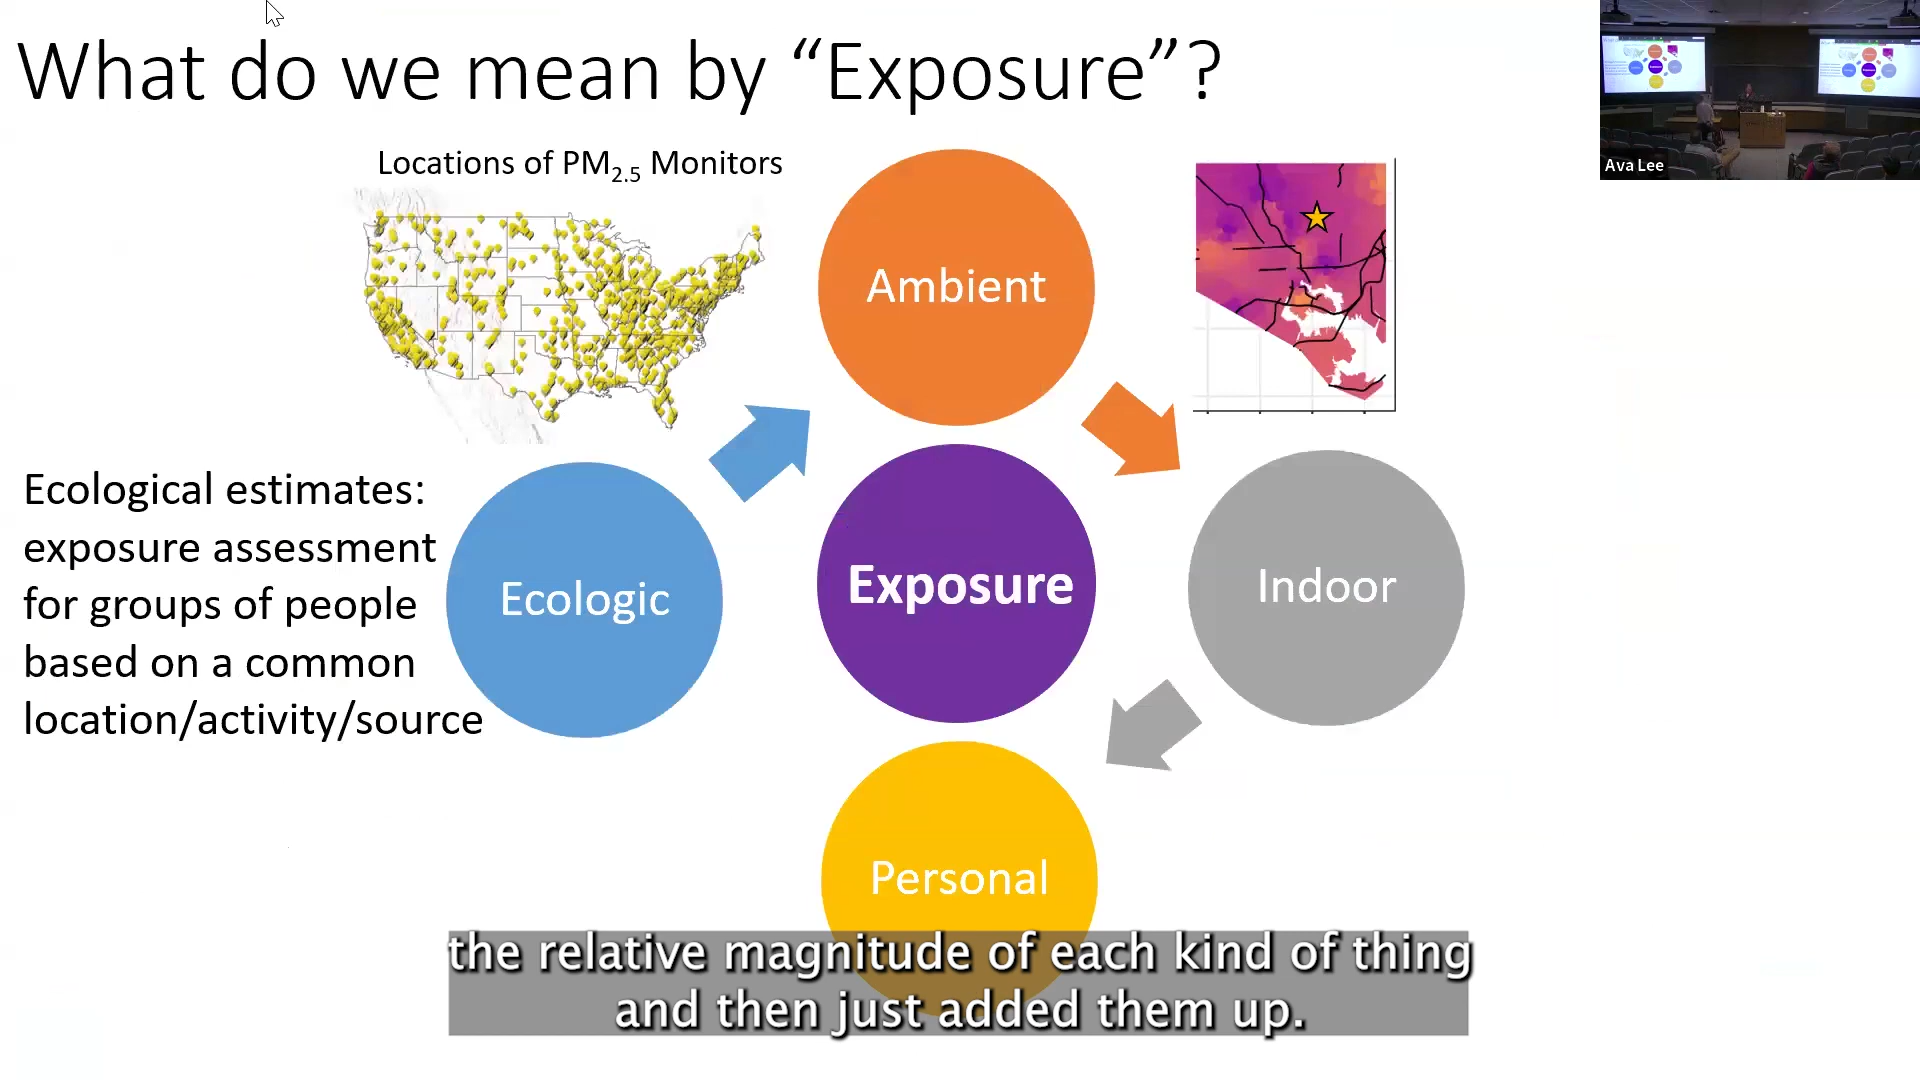 What do we mean by “Exposure”?
Locations of PM2.5 Monitors
Ambient
Ava Lee
Ecological estimates:
exposure assessment
for groups of people
based on a common
location/activity/source
Ecologic
Exposure
Indoor
Personal
the relative magnitude of each kind of thing
and then just added them up.